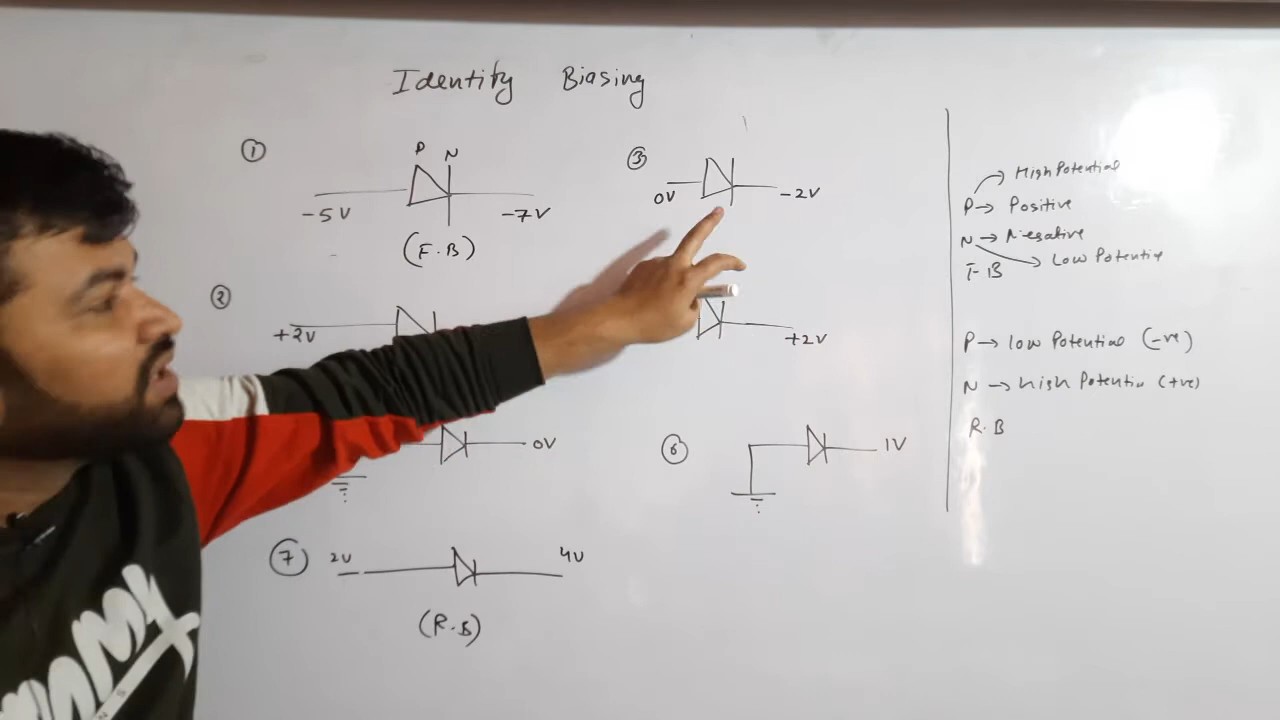 Identity Biasing
①
P N
-5V -7V
(F.B)
②
+2V
③
0V -2V
+2V
0V
⑥
1V
⑦
2V 4V
(R.B)
High Potential
P → Positive
N → Negative
Low Potential
F.B
P → low Potential (-ve)
N → high Potential (+ve)
R.B